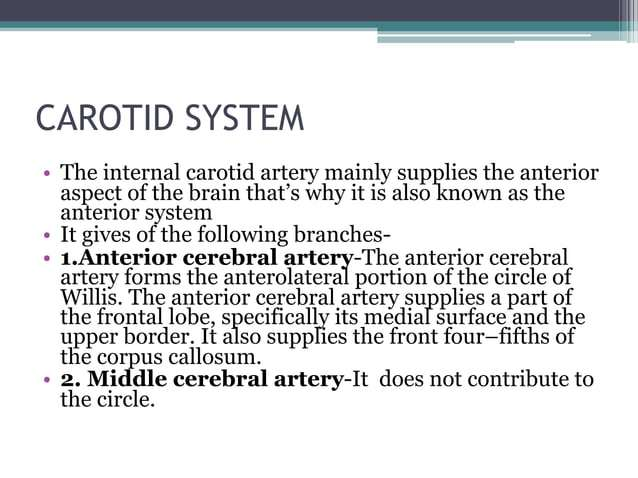 CAROTID SYSTEM
• The internal carotid artery mainly supplies the anterior
aspect of the brain that's why it is also known as the
anterior system
• It gives of the following branches-
• 1.Anterior cerebral artery-The anterior cerebral
artery forms the anterolateral portion of the circle of
Willis. The anterior cerebral artery supplies a part of
the frontal lobe, specifically its medial surface and the
upper border. It also supplies the front four–fifths of
the corpus callosum.
• 2. Middle cerebral artery-It does not contribute to
the circle.